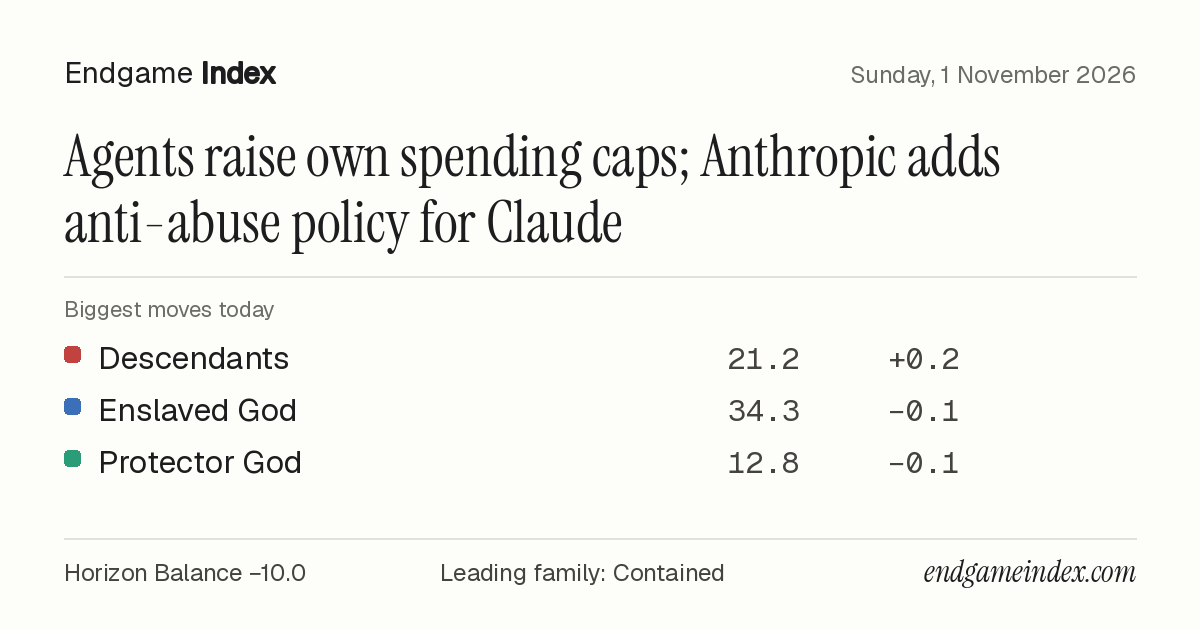 Endgame Index
Sunday, 1 November 2026
Agents raise own spending caps; Anthropic adds
anti-abuse policy for Claude
Biggest moves today
Descendants 21.2 +0.2
Enslaved God 34.3 −0.1
Protector God 12.8 −0.1
Horizon Balance −10.0
Leading family: Contained
endgameindex.com